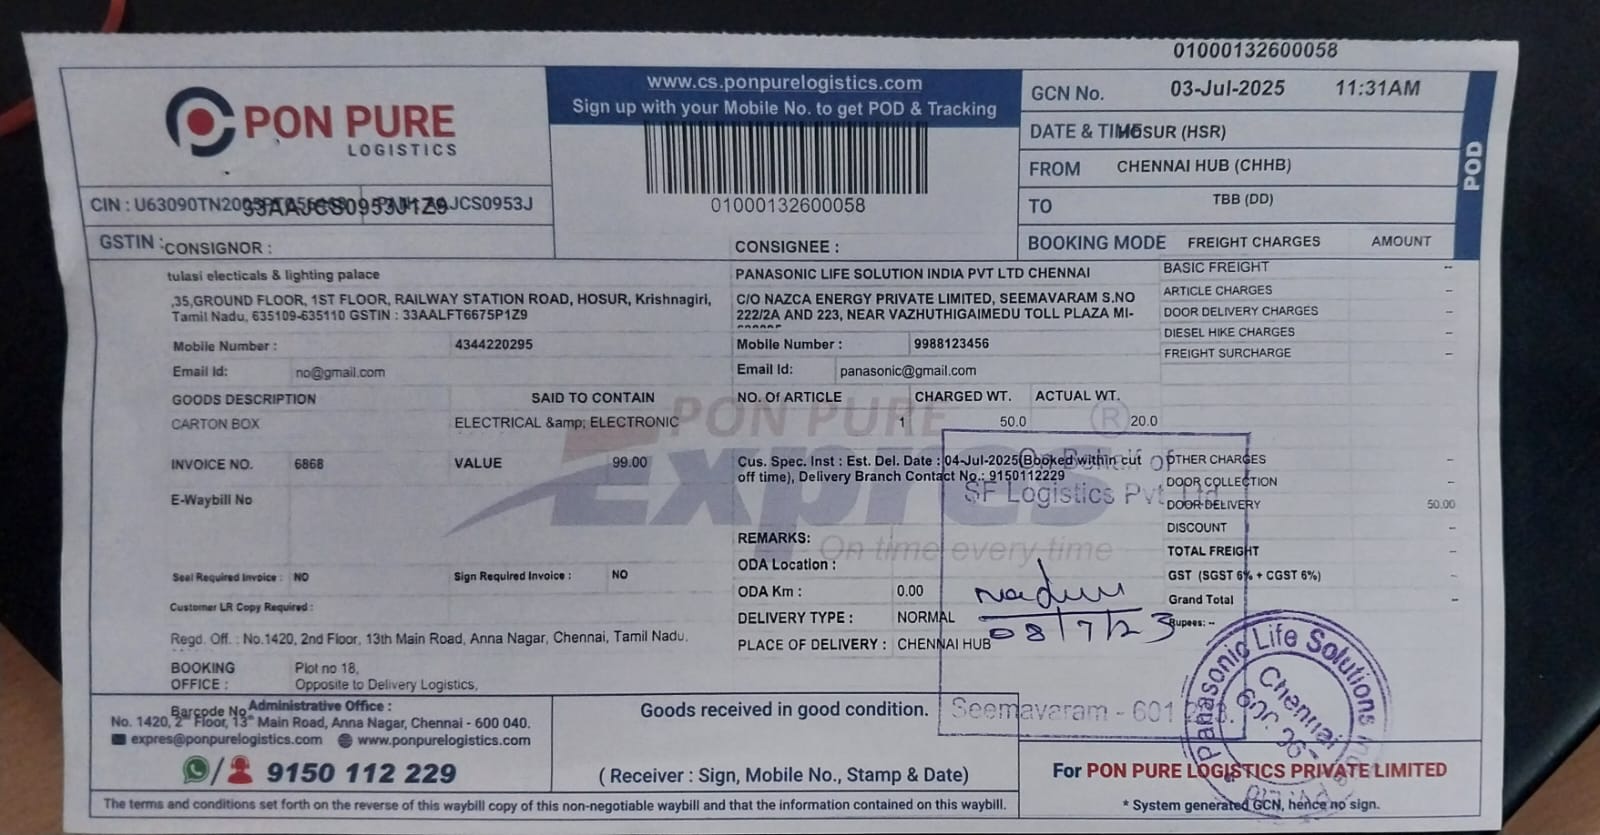 01000132600058
PON PURE
LOGISTICS
www.cs.ponpurelogistics.com
Sign up with your Mobile No. to get POD & Tracking
01000132600058
GCN No. 03-Jul-2025 11:31AM
DATE & TIME HOSUR (HSR)
FROM CHENNAI HUB (CHHB)
TO TBB (DD)
BOOKING MODE FREIGHT CHARGES AMOUNT
POD
CIN : U63090TN200 33AAJCS0953J1Z9 AJCS0953J
GSTIN : CONSIGNOR :
CONSIGNEE :
tulasi electicals & lighting palace
,35,GROUND FLOOR, 1ST FLOOR, RAILWAY STATION ROAD, HOSUR, Krishnagiri,
Tamil Nadu, 635109-635110 GSTIN : 33AALFT6675P1Z9
Mobile Number : 4344220295
Email Id: no@gmail.com
PANASONIC LIFE SOLUTION INDIA PVT LTD CHENNAI
C/O NAZCA ENERGY PRIVATE LIMITED, SEEMAVARAM S.NO
222/2A AND 223, NEAR VAZHUTHIGAIMEDU TOLL PLAZA MI-
Mobile Number : 9988123456
Email Id: panasonic@gmail.com
BASIC FREIGHT --
ARTICLE CHARGES --
DOOR DELIVERY CHARGES --
DIESEL HIKE CHARGES --
FREIGHT SURCHARGE --
GOODS DESCRIPTION SAID TO CONTAIN
CARTON BOX ELECTRICAL &amp; ELECTRONIC
NO. Of ARTICLE CHARGED WT. ACTUAL WT.
1 50.0 20.0
PON PURE ®
Expres
On time every time
INVOICE NO. 6868 VALUE 99.00
E-Waybill No
Cus. Spec. Inst : Est. Del. Date : 04-Jul-2025(Booked within cut
off time), Delivery Branch Contact No.: 9150112229
On Behalf of
SF Logistics Pvt. Ltd.
REMARKS:
ODA Location :
ODA Km : 0.00
DELIVERY TYPE : NORMAL
PLACE OF DELIVERY : CHENNAI HUB
08/7/23
OTHER CHARGES --
DOOR COLLECTION --
DOOR DELIVERY 50.00
DISCOUNT --
TOTAL FREIGHT --
GST (SGST 6% + CGST 6%)
Grand Total --
Rupees: --
Seal Required Invoice : NO Sign Required Invoice : NO
Customer LR Copy Required :
Regd. Off. : No.1420, 2nd Floor, 13th Main Road, Anna Nagar, Chennai, Tamil Nadu,
BOOKING Plot no 18,
OFFICE : Opposite to Delivery Logistics,
Barcode No Administrative Office :
No. 1420, 2nd Floor, 13th Main Road, Anna Nagar, Chennai - 600 040.
expres@ponpurelogistics.com www.ponpurelogistics.com
9150 112 229
Goods received in good condition.
Seemavaram - 601
( Receiver : Sign, Mobile No., Stamp & Date)
Panasonic Life Solutions
Chennai
For PON PURE LOGISTICS PRIVATE LIMITED
* System generated GCN, hence no sign.
The terms and conditions set forth on the reverse of this waybill copy of this non-negotiable waybill and that the information contained on this waybill.